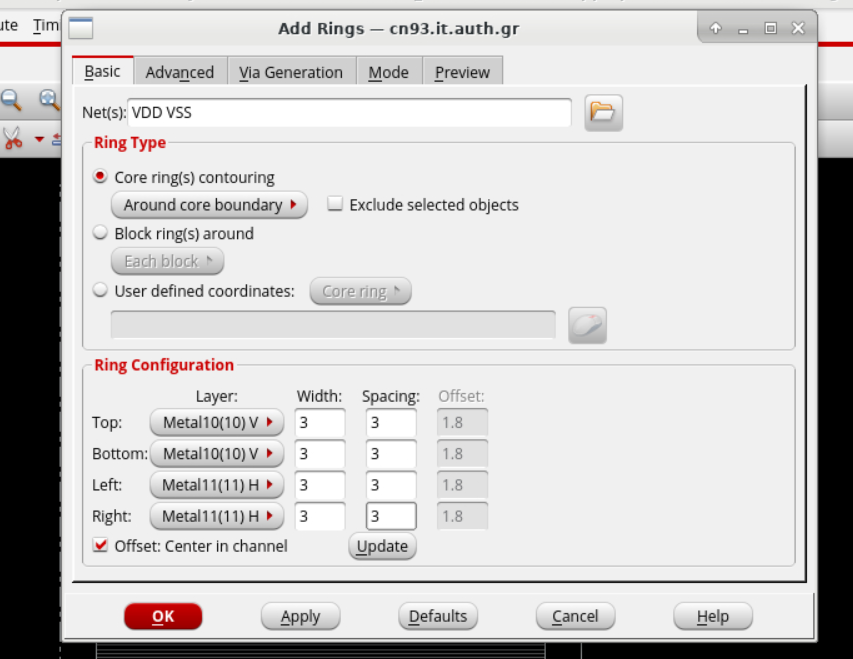 ute Tim
Add Rings — cn93.it.auth.gr
Basic Advanced Via Generation Mode Preview
Net(s): VDD VSS
Ring Type
Core ring(s) contouring
Around core boundary Exclude selected objects
Block ring(s) around
Each block
User defined coordinates: Core ring
Ring Configuration
Layer: Width: Spacing: Offset:
Top: Metal10(10) V 3 3 1.8
Bottom: Metal10(10) V 3 3 1.8
Left: Metal11(11) H 3 3 1.8
Right: Metal11(11) H 3 3 1.8
Offset: Center in channel Update
OK Apply Defaults Cancel Help